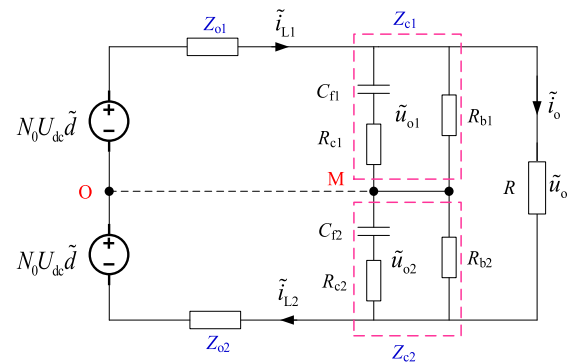 Z_o1
ĩ_L1
Z_c1
C_f1
ũ_o1
R_c1
R_b1
ĩ_o
N_0U_dc d̃
O
M
R
ũ_o
N_0U_dc d̃
C_f2
ũ_o2
R_c2
R_b2
ĩ_L2
Z_o2
Z_c2